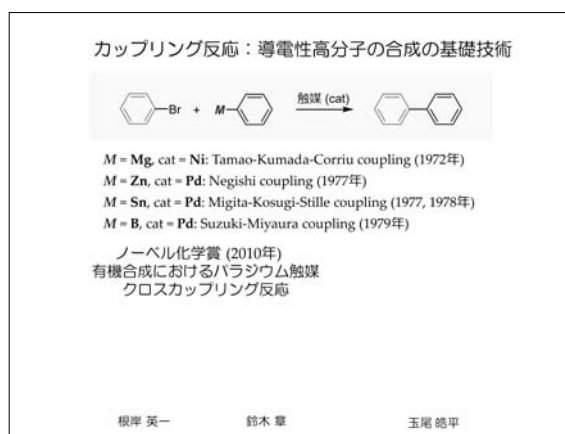 カップリング反応：導電性高分子の合成の基礎技術
Br + M 触媒 (cat)
M = Mg, cat = Ni: Tamao-Kumada-Corriu coupling (1972年)
M = Zn, cat = Pd: Negishi coupling (1977年)
M = Sn, cat = Pd: Migita-Kosugi-Stille coupling (1977, 1978年)
M = B, cat = Pd: Suzuki-Miyaura coupling (1979年)
ノーベル化学賞 (2010年)
有機合成におけるパラジウム触媒
クロスカップリング反応
根岸 英一 鈴木 章 玉尾 皓平